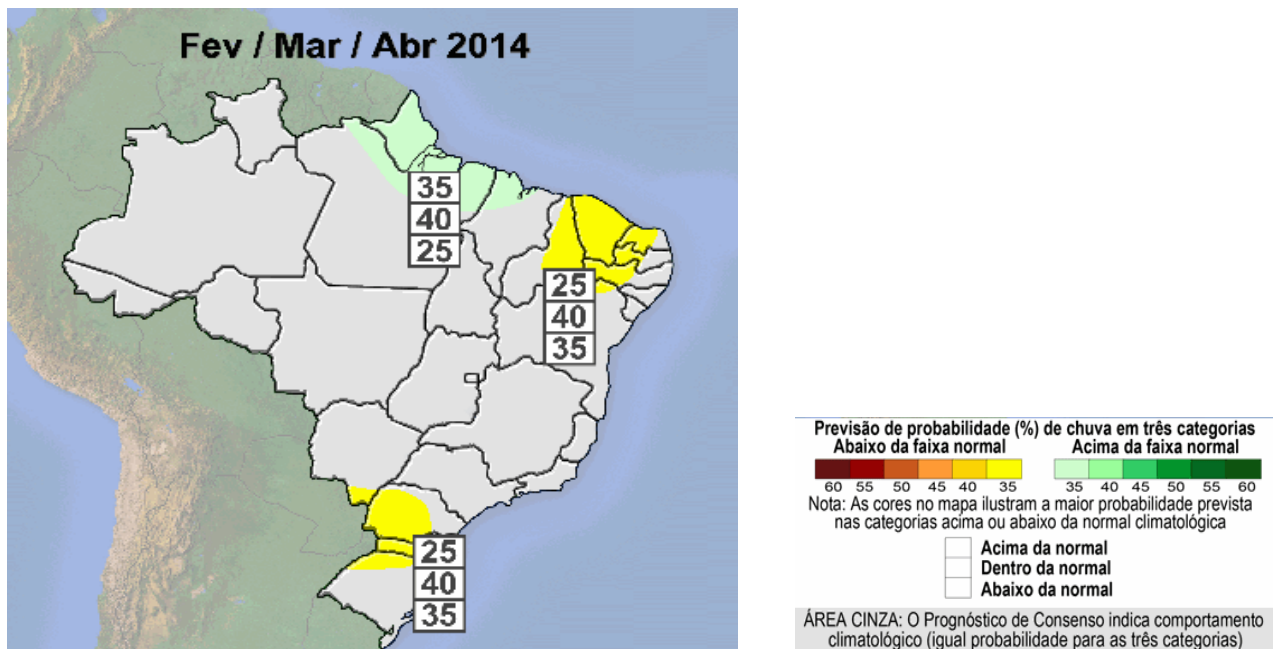 Fev / Mar / Abr 2014
35
40
25
25
40
35
25
40
35
Previsão de probabilidade (%) de chuva em três categorias
Abaixo da faixa normal Acima da faixa normal
60 55 50 45 40 35 35 40 45 50 55 60
Nota: As cores no mapa ilustram a maior probabilidade prevista
nas categorias acima ou abaixo da normal climatológica
Acima da normal
Dentro da normal
Abaixo da normal
ÁREA CINZA: O Prognóstico de Consenso indica comportamento
climatológico (igual probabilidade para as três categorias)